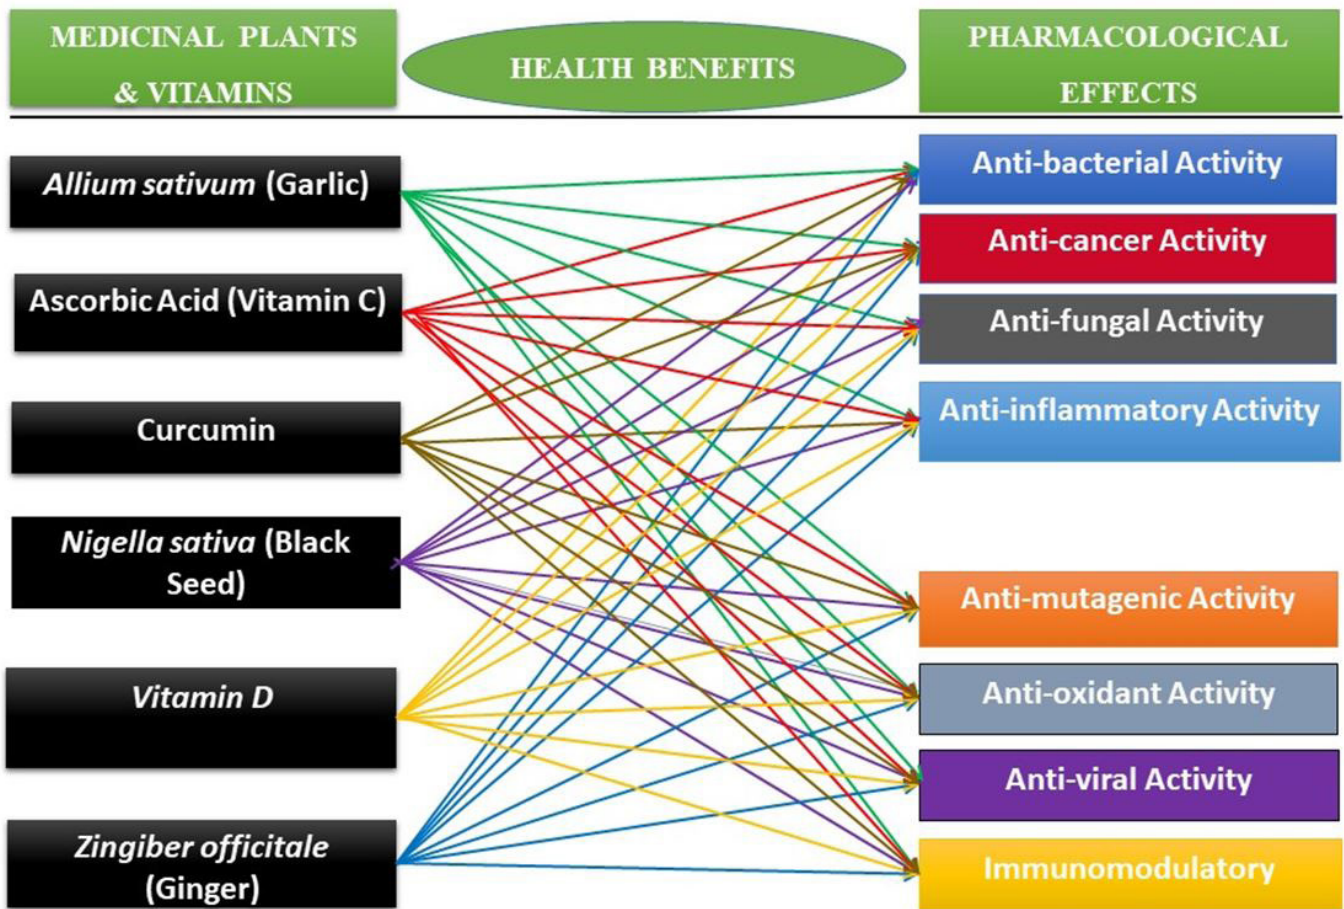 MEDICINAL PLANTS
& VITAMINS
HEALTH BENEFITS
PHARMACOLOGICAL
EFFECTS
Allium sativum (Garlic)
Ascorbic Acid (Vitamin C)
Curcumin
Nigella sativa (Black
Seed)
Vitamin D
Zingiber officitale
(Ginger)
Anti-bacterial Activity
Anti-cancer Activity
Anti-fungal Activity
Anti-inflammatory Activity
Anti-mutagenic Activity
Anti-oxidant Activity
Anti-viral Activity
Immunomodulatory